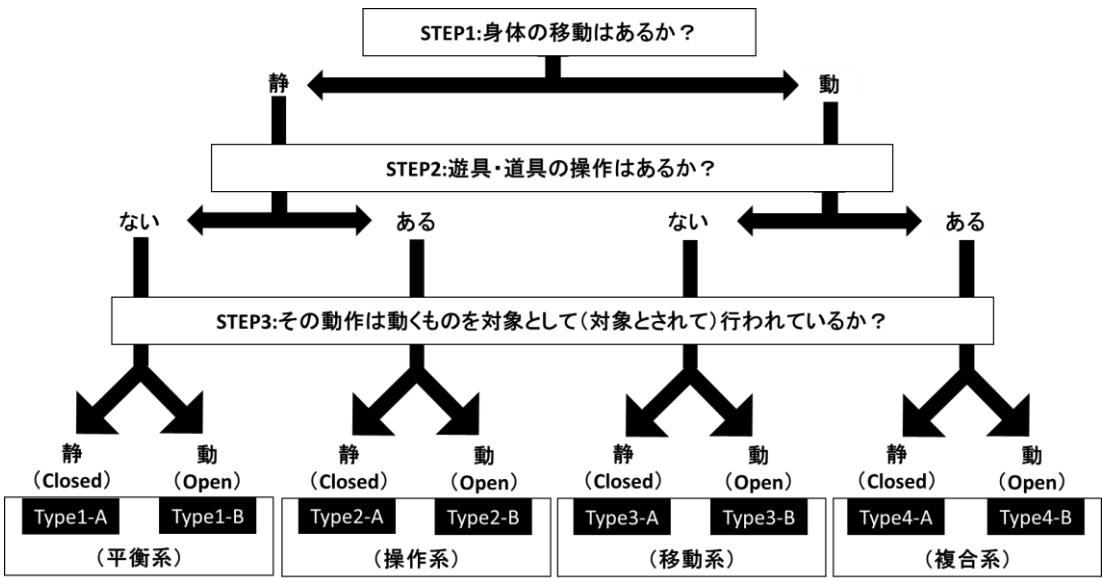 STEP1:身体の移動はあるか？
静 動
STEP2:遊具・道具の操作はあるか？
ない ある ない ある
STEP3:その動作は動くものを対象として（対象とされて）行われているか？
静 動 静 動 静 動 静 動
（Closed） （Open） （Closed） （Open） （Closed） （Open） （Closed） （Open）
Type1-A Type1-B Type2-A Type2-B Type3-A Type3-B Type4-A Type4-B
（平衡系） （操作系） （移動系） （複合系）